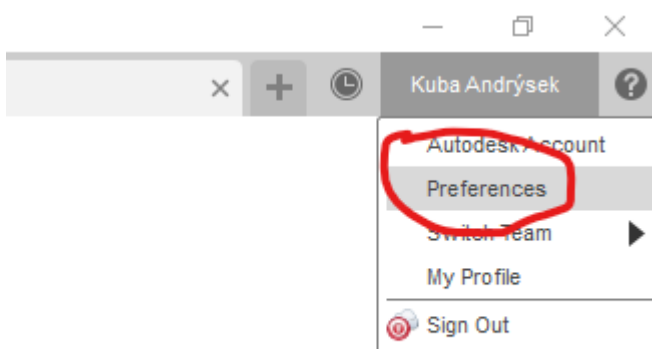 Kuba Andrýsek
Autodesk Account
Preferences
Switch Team
My Profile
Sign Out